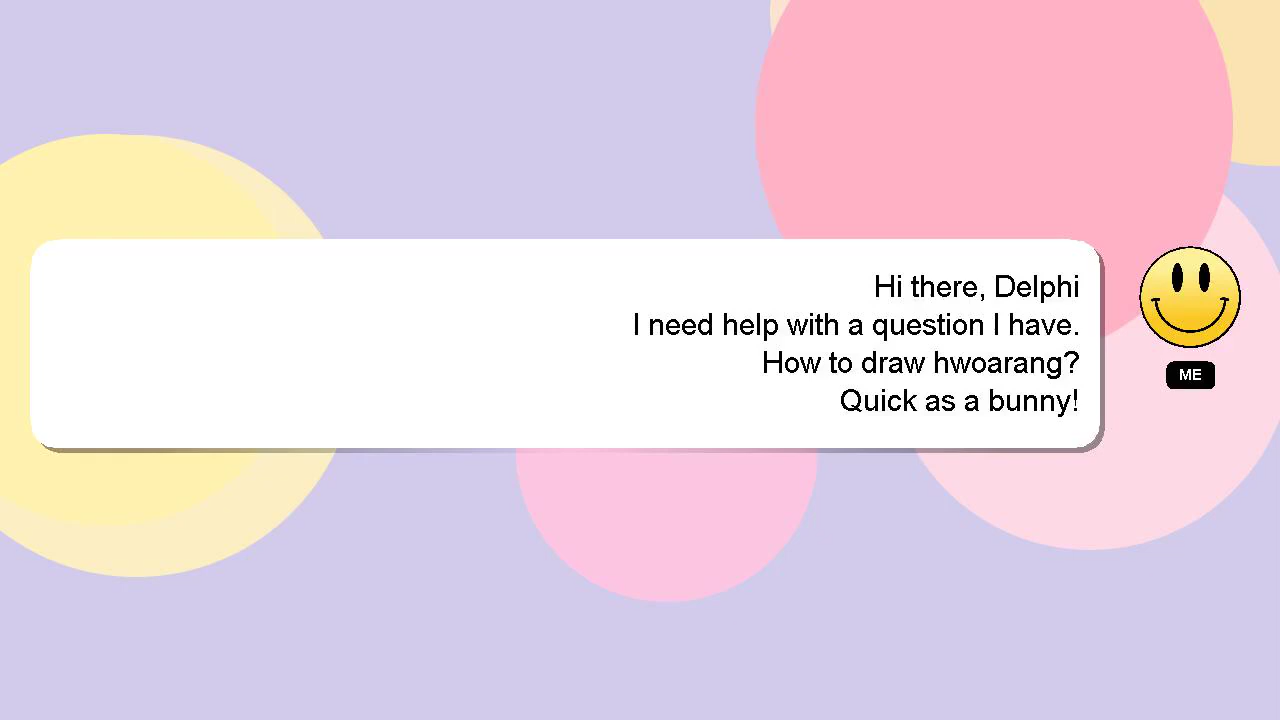 Hi there, Delphi
I need help with a question I have.
How to draw hwoarang?
Quick as a bunny!
ME